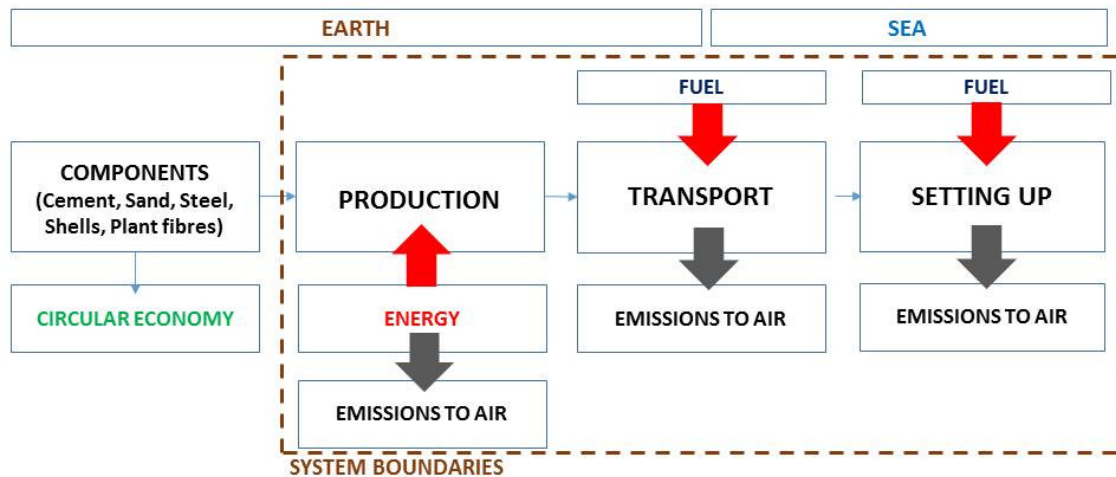 EARTH
SEA
FUEL
FUEL
COMPONENTS
(Cement, Sand, Steel,
Shells, Plant fibres)
PRODUCTION
TRANSPORT
SETTING UP
CIRCULAR ECONOMY
ENERGY
EMISSIONS TO AIR
EMISSIONS TO AIR
EMISSIONS TO AIR
SYSTEM BOUNDARIES